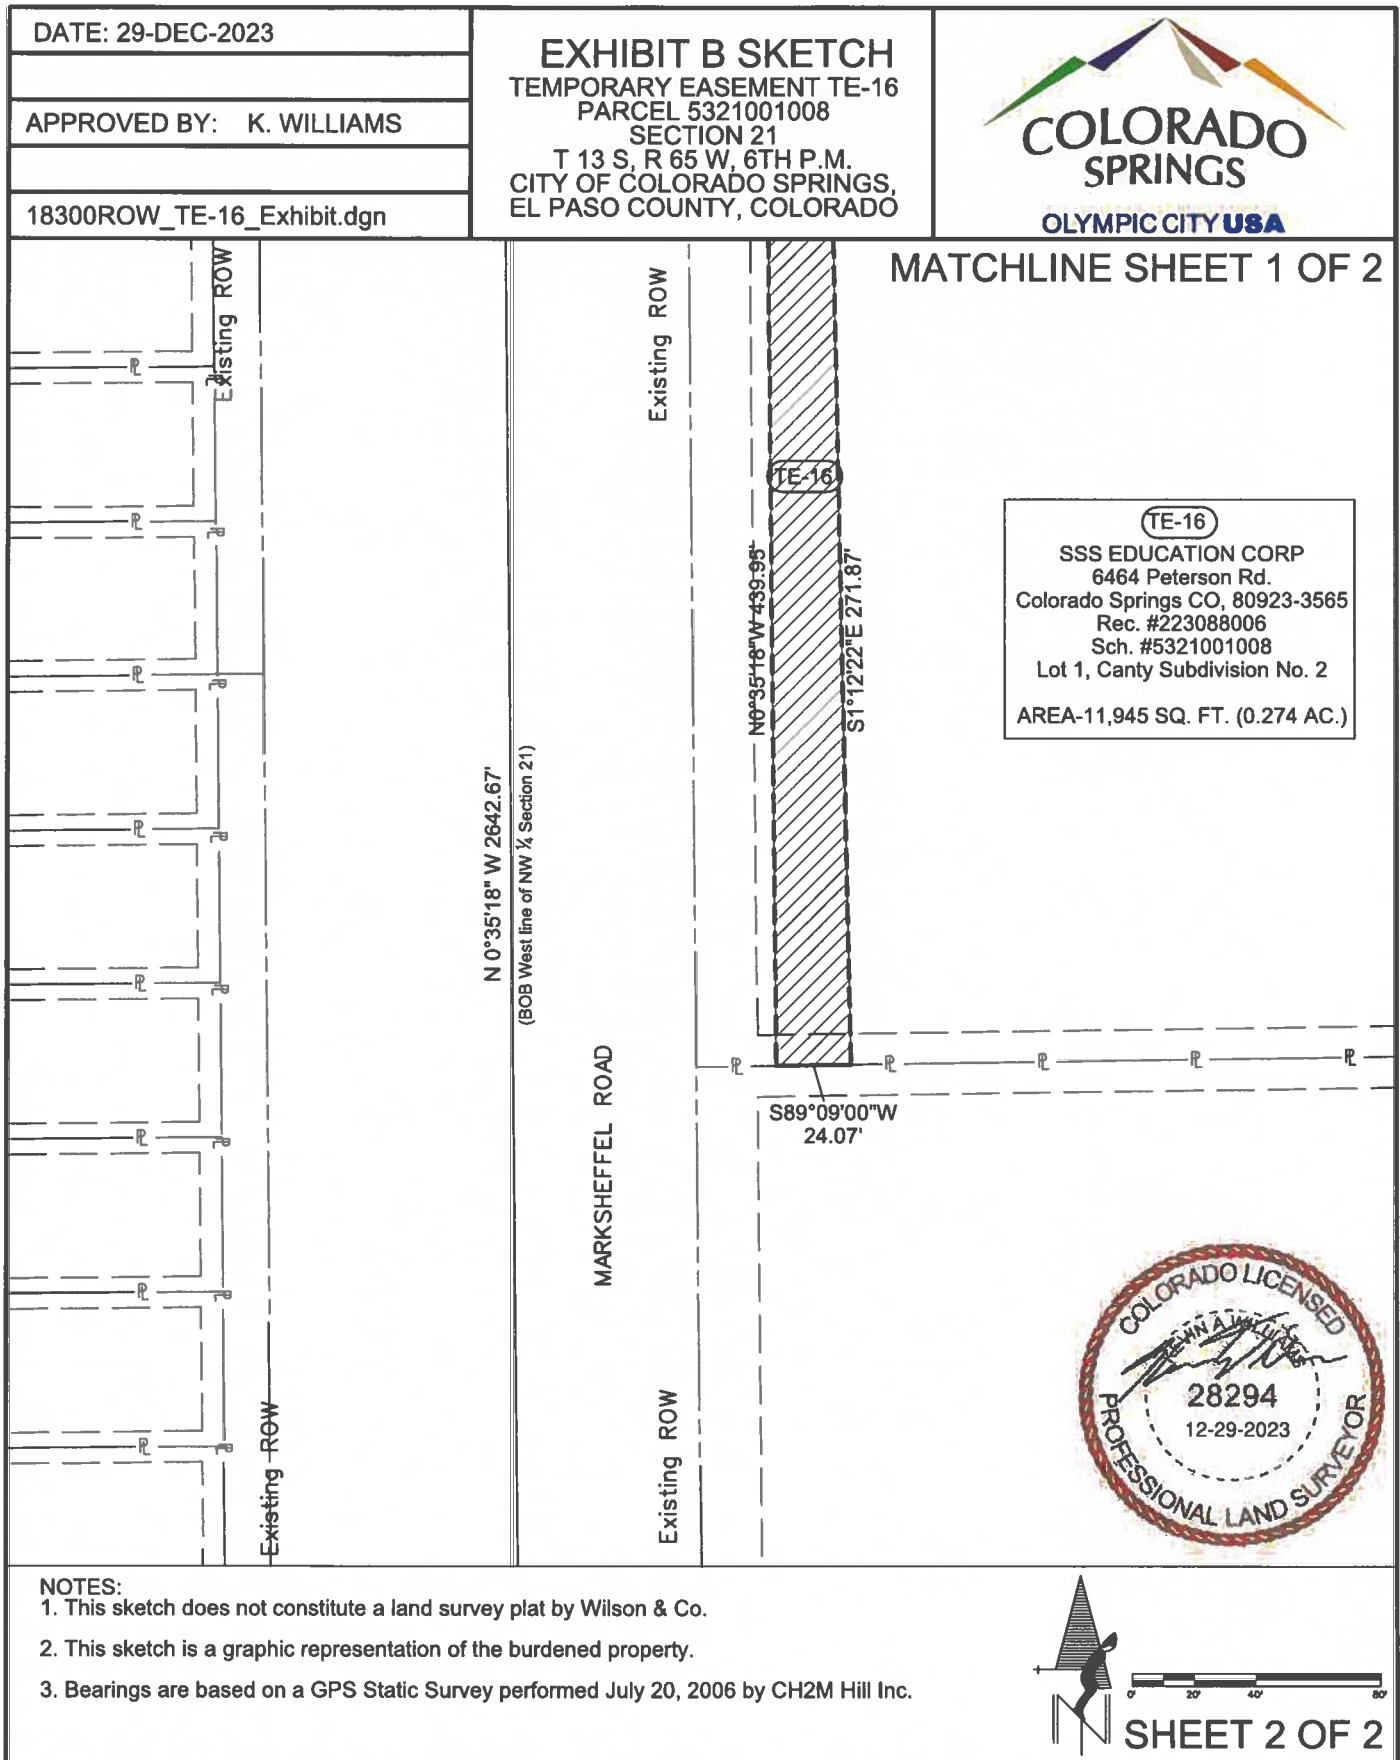 DATE: 29-DEC-2023
APPROVED BY: K. WILLIAMS
18300ROW_TE-16_Exhibit.dgn
EXHIBIT B SKETCH
TEMPORARY EASEMENT TE-16
PARCEL 5321001008
SECTION 21
T 13 S, R 65 W, 6TH P.M.
CITY OF COLORADO SPRINGS,
EL PASO COUNTY, COLORADO
COLORADO
SPRINGS
OLYMPIC CITY USA
MATCHLINE SHEET 1 OF 2
Existing ROW
Existing ROW
TE-16
N0°35'18"W 439.95'
S1°12'22"E 271.87'
TE-16
SSS EDUCATION CORP
6464 Peterson Rd.
Colorado Springs CO, 80923-3565
Rec. #223088006
Sch. #5321001008
Lot 1, Canty Subdivision No. 2
AREA-11,945 SQ. FT. (0.274 AC.)
N 0°35'18" W 2642.67'
(BOB West line of NW ¼ Section 21)
MARKSHEFFEL ROAD
S89°09'00"W
24.07'
Existing ROW
Existing ROW
COLORADO LICENSED
KEVIN A. WILLIAMS
28294
12-29-2023
PROFESSIONAL LAND SURVEYOR
NOTES:
1. This sketch does not constitute a land survey plat by Wilson & Co.
2. This sketch is a graphic representation of the burdened property.
3. Bearings are based on a GPS Static Survey performed July 20, 2006 by CH2M Hill Inc.
N
0' 20' 40' 80'
SHEET 2 OF 2